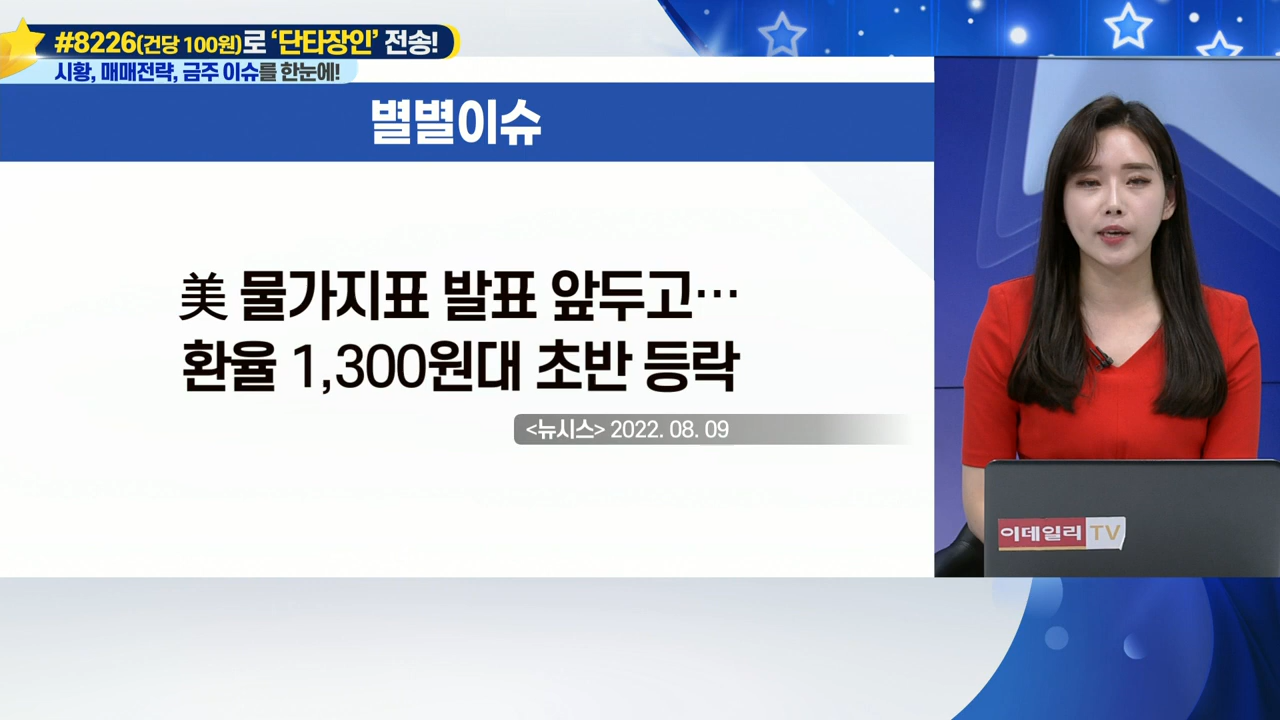 #8226(건당 100원)로 ‘단타장인’ 전송!
시황, 매매전략, 금주 이슈를 한눈에!
별별이슈
美 물가지표 발표 앞두고…
환율 1,300원대 초반 등락
<뉴시스> 2022. 08. 09
이데일리 TV